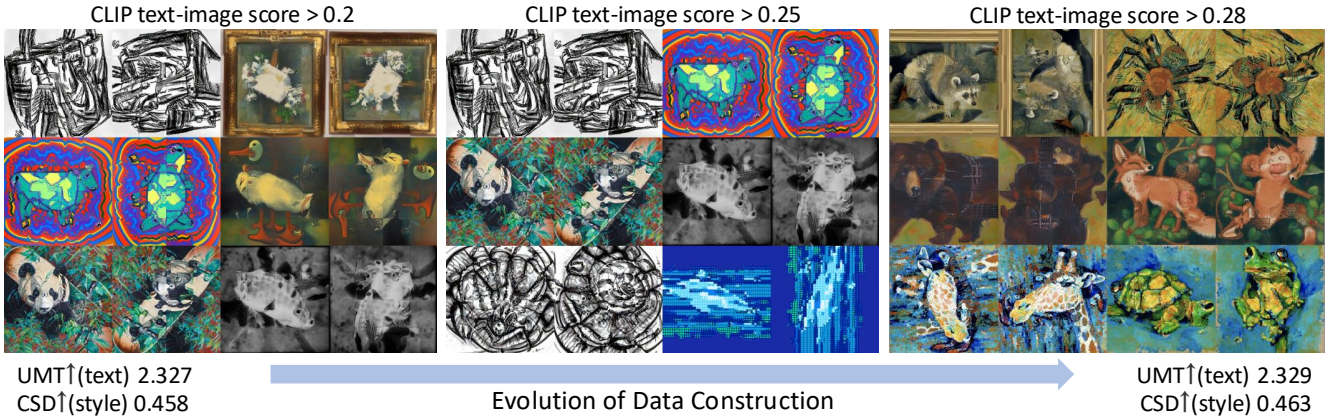 CLIP text-image score > 0.2
CLIP text-image score > 0.25
CLIP text-image score > 0.28
UMT↑(text) 2.327
CSD↑(style) 0.458
Evolution of Data Construction
UMT↑(text) 2.329
CSD↑(style) 0.463